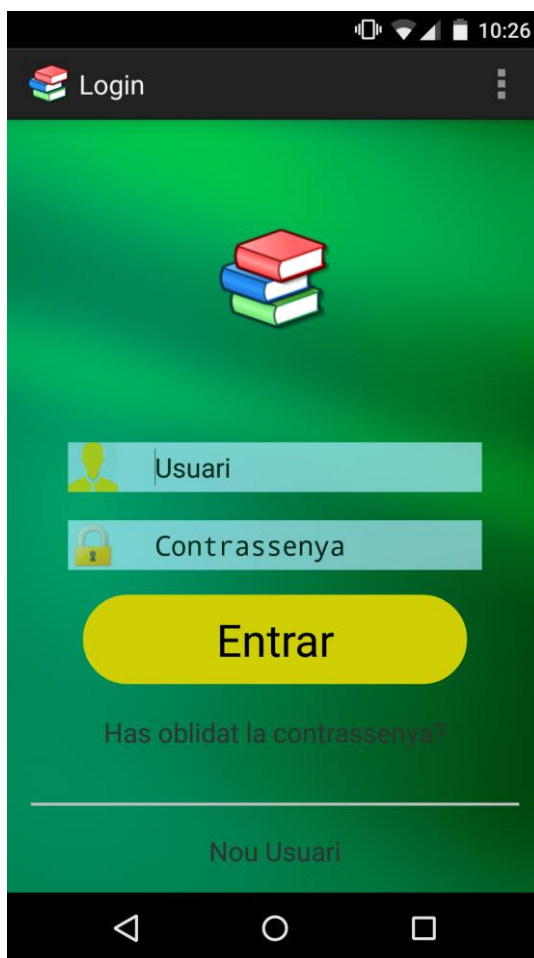 10:26
Login
Usuari
Contrassenya
Entrar
Has oblidat la contrassenya?
Nou Usuari